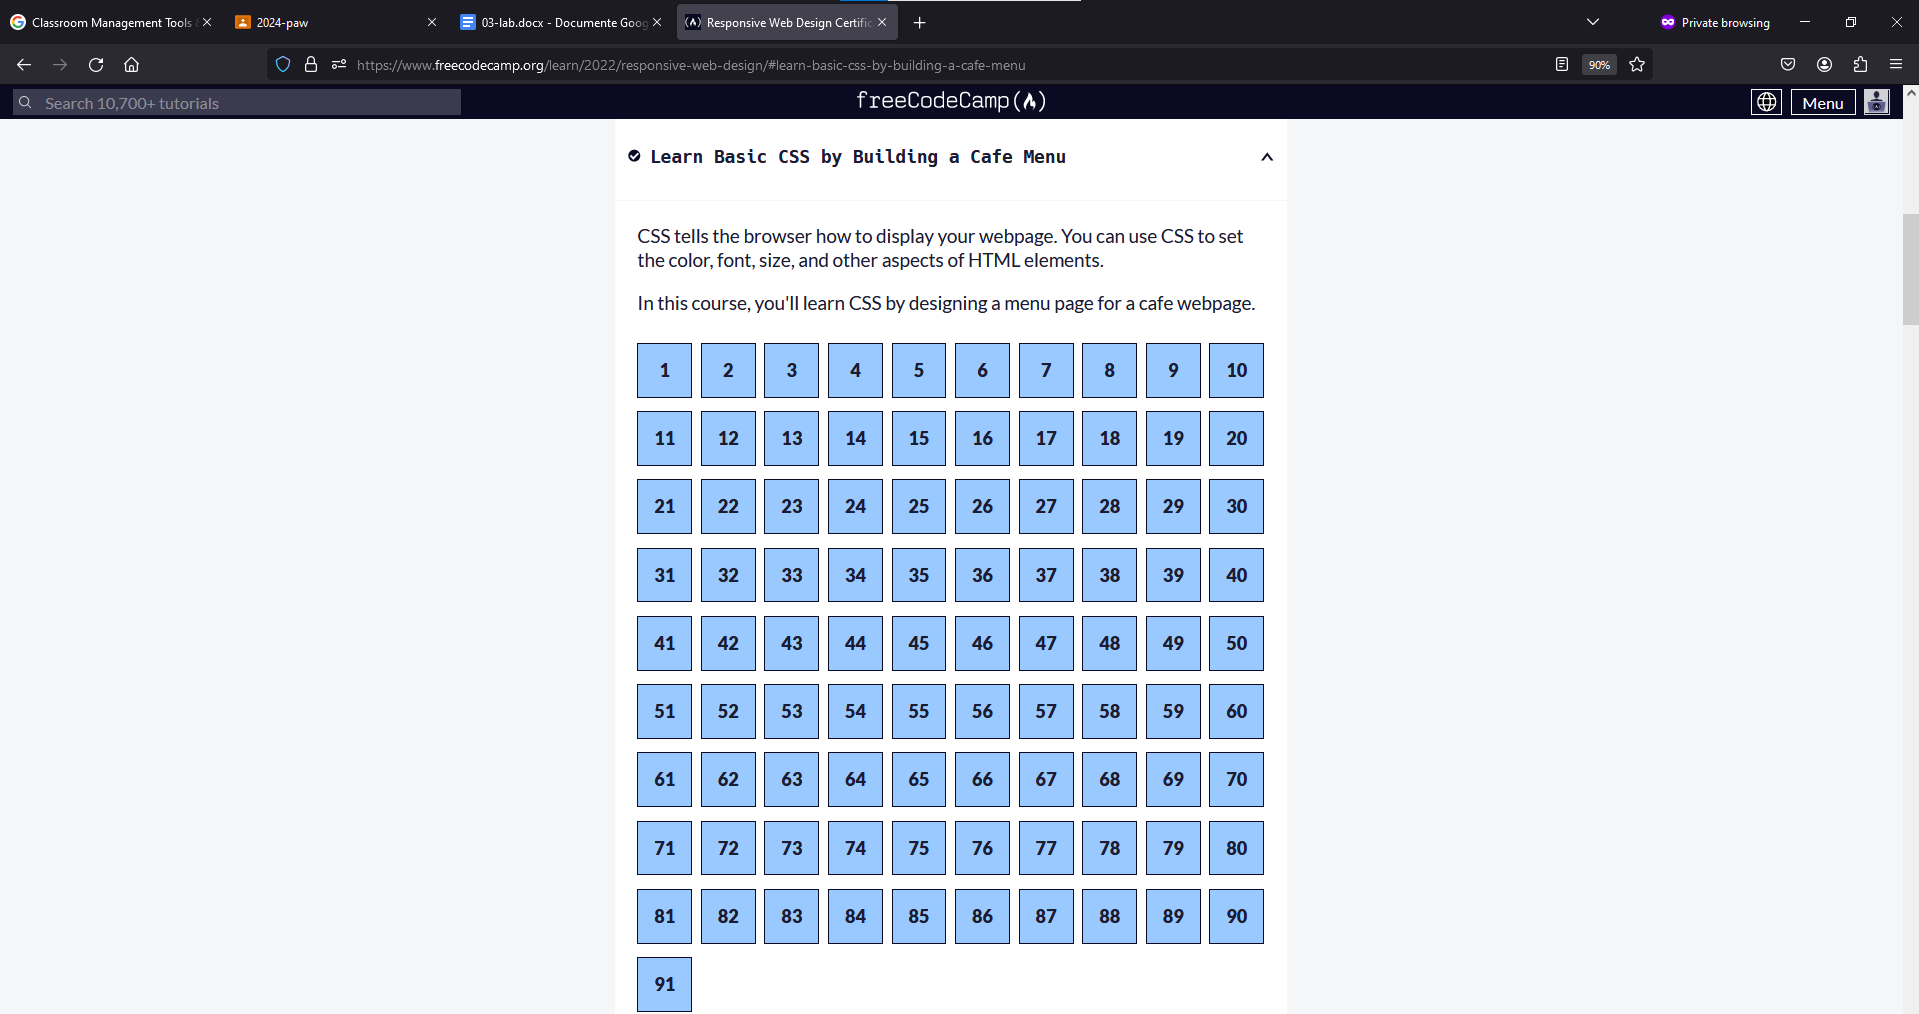 Classroom Management Tools
2024-paw
03-lab.docx - Documente Goog
Responsive Web Design Certific
Private browsing
https://www.freecodecamp.org/learn/2022/responsive-web-design/#learn-basic-css-by-building-a-cafe-menu
90%
Search 10,700+ tutorials
freeCodeCamp
Menu
Learn Basic CSS by Building a Cafe Menu
CSS tells the browser how to display your webpage. You can use CSS to set
the color, font, size, and other aspects of HTML elements.
In this course, you'll learn CSS by designing a menu page for a cafe webpage.
1 2 3 4 5 6 7 8 9 10
11 12 13 14 15 16 17 18 19 20
21 22 23 24 25 26 27 28 29 30
31 32 33 34 35 36 37 38 39 40
41 42 43 44 45 46 47 48 49 50
51 52 53 54 55 56 57 58 59 60
61 62 63 64 65 66 67 68 69 70
71 72 73 74 75 76 77 78 79 80
81 82 83 84 85 86 87 88 89 90
91